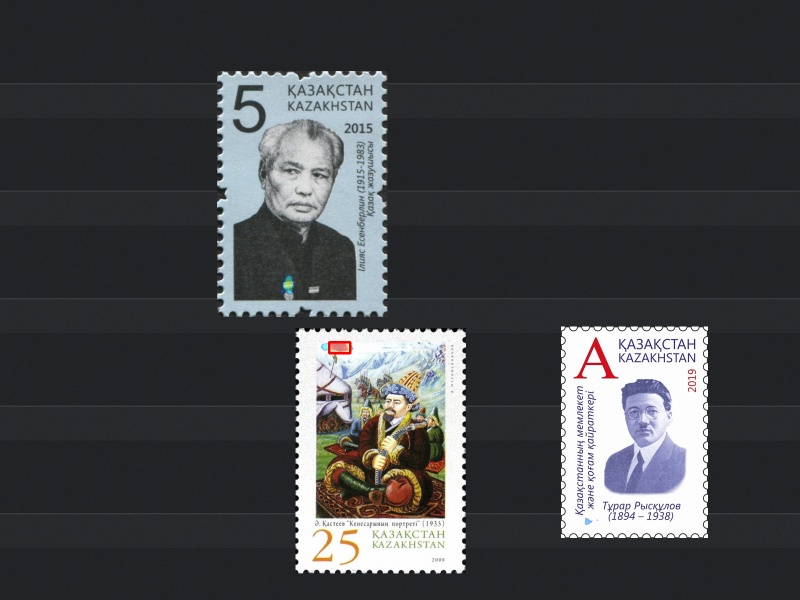 5
ҚАЗАҚСТАН
KAZAKHSTAN
2015
Ілияс Есенберлин (1915-1983)
Қазақ жазушысы
Ә. Қастеев "Кенесарының портреті" (1935)
25
ҚАЗАҚСТАН
KAZAKHSTAN
2008
А
ҚАЗАҚСТАН
KAZAKHSTAN
2019
Қазақстанның мемлекет
және қоғам қайраткері
Тұрар Рысқұлов
(1894 – 1938)